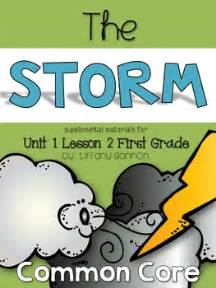 The
STORM
supplemental materials for
Unit 1 Lesson 2 First Grade
by: Tiffany Gannon
Common Core